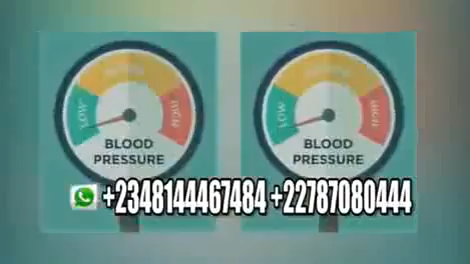 LOW
HIGH
BLOOD
PRESSURE
LOW
HIGH
BLOOD
PRESSURE
+2348144467484 +22787080444